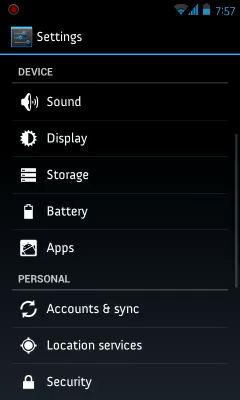 7:57
Settings
DEVICE
Sound
Display
Storage
Battery
Apps
PERSONAL
Accounts & sync
Location services
Security